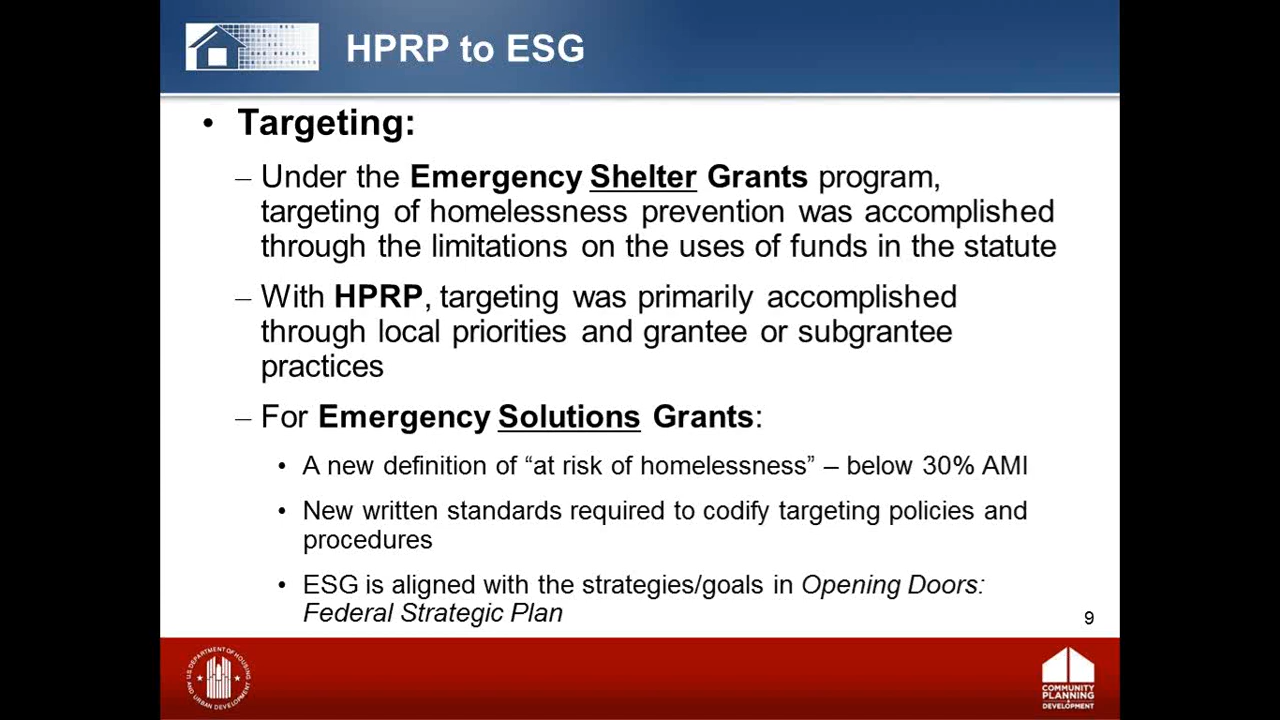 HPRP to ESG
• Targeting:
– Under the Emergency Shelter Grants program,
targeting of homelessness prevention was accomplished
through the limitations on the uses of funds in the statute
– With HPRP, targeting was primarily accomplished
through local priorities and grantee or subgrantee
practices
– For Emergency Solutions Grants:
• A new definition of “at risk of homelessness” – below 30% AMI
• New written standards required to codify targeting policies and
procedures
• ESG is aligned with the strategies/goals in Opening Doors:
Federal Strategic Plan
9
U.S. DEPARTMENT OF HOUSING
AND URBAN DEVELOPMENT
COMMUNITY
PLANNING
DEVELOPMENT